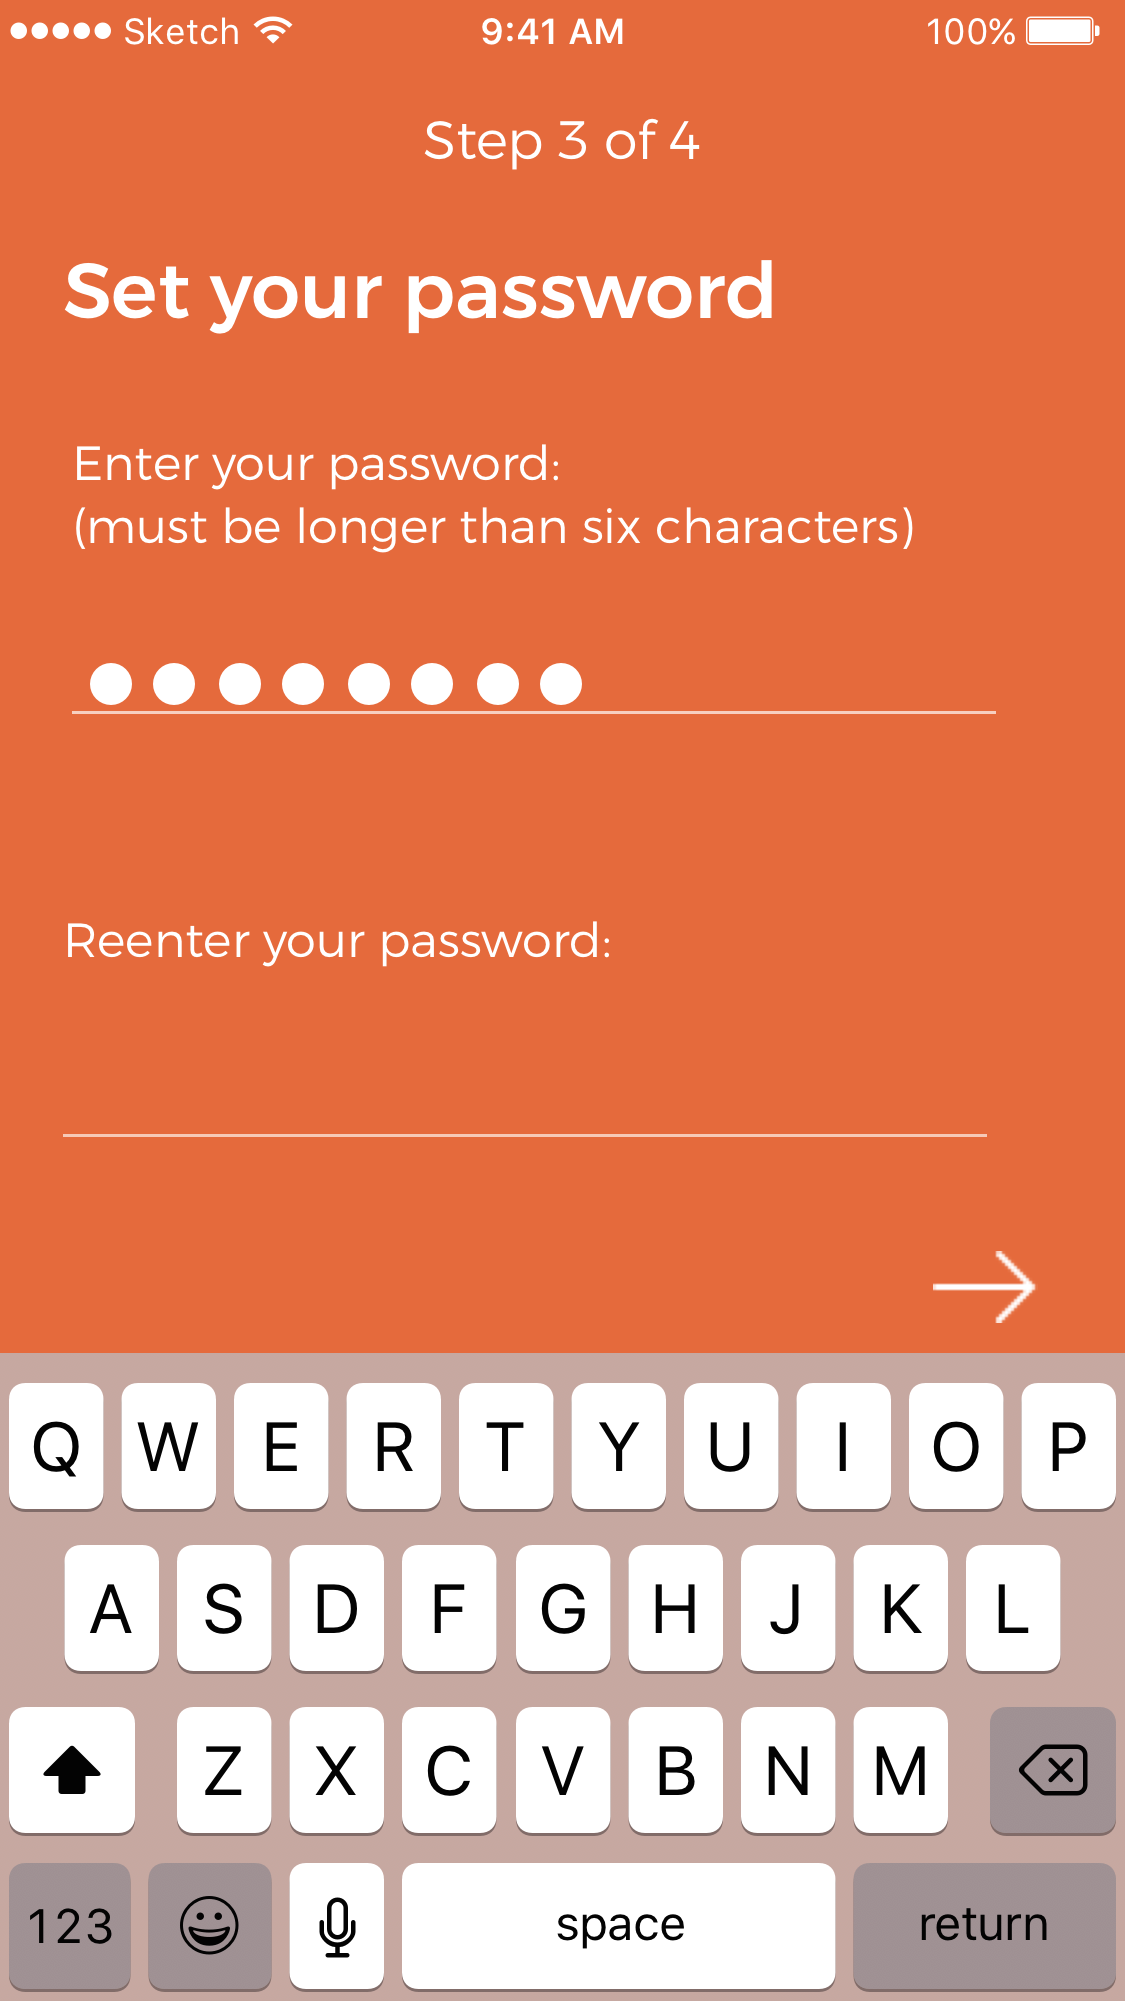 Sketch 9:41 AM 100%
Step 3 of 4
Set your password
Enter your password:
(must be longer than six characters)
Reenter your password:
Q W E R T Y U I O P
A S D F G H J K L
Z X C V B N M
123 space return